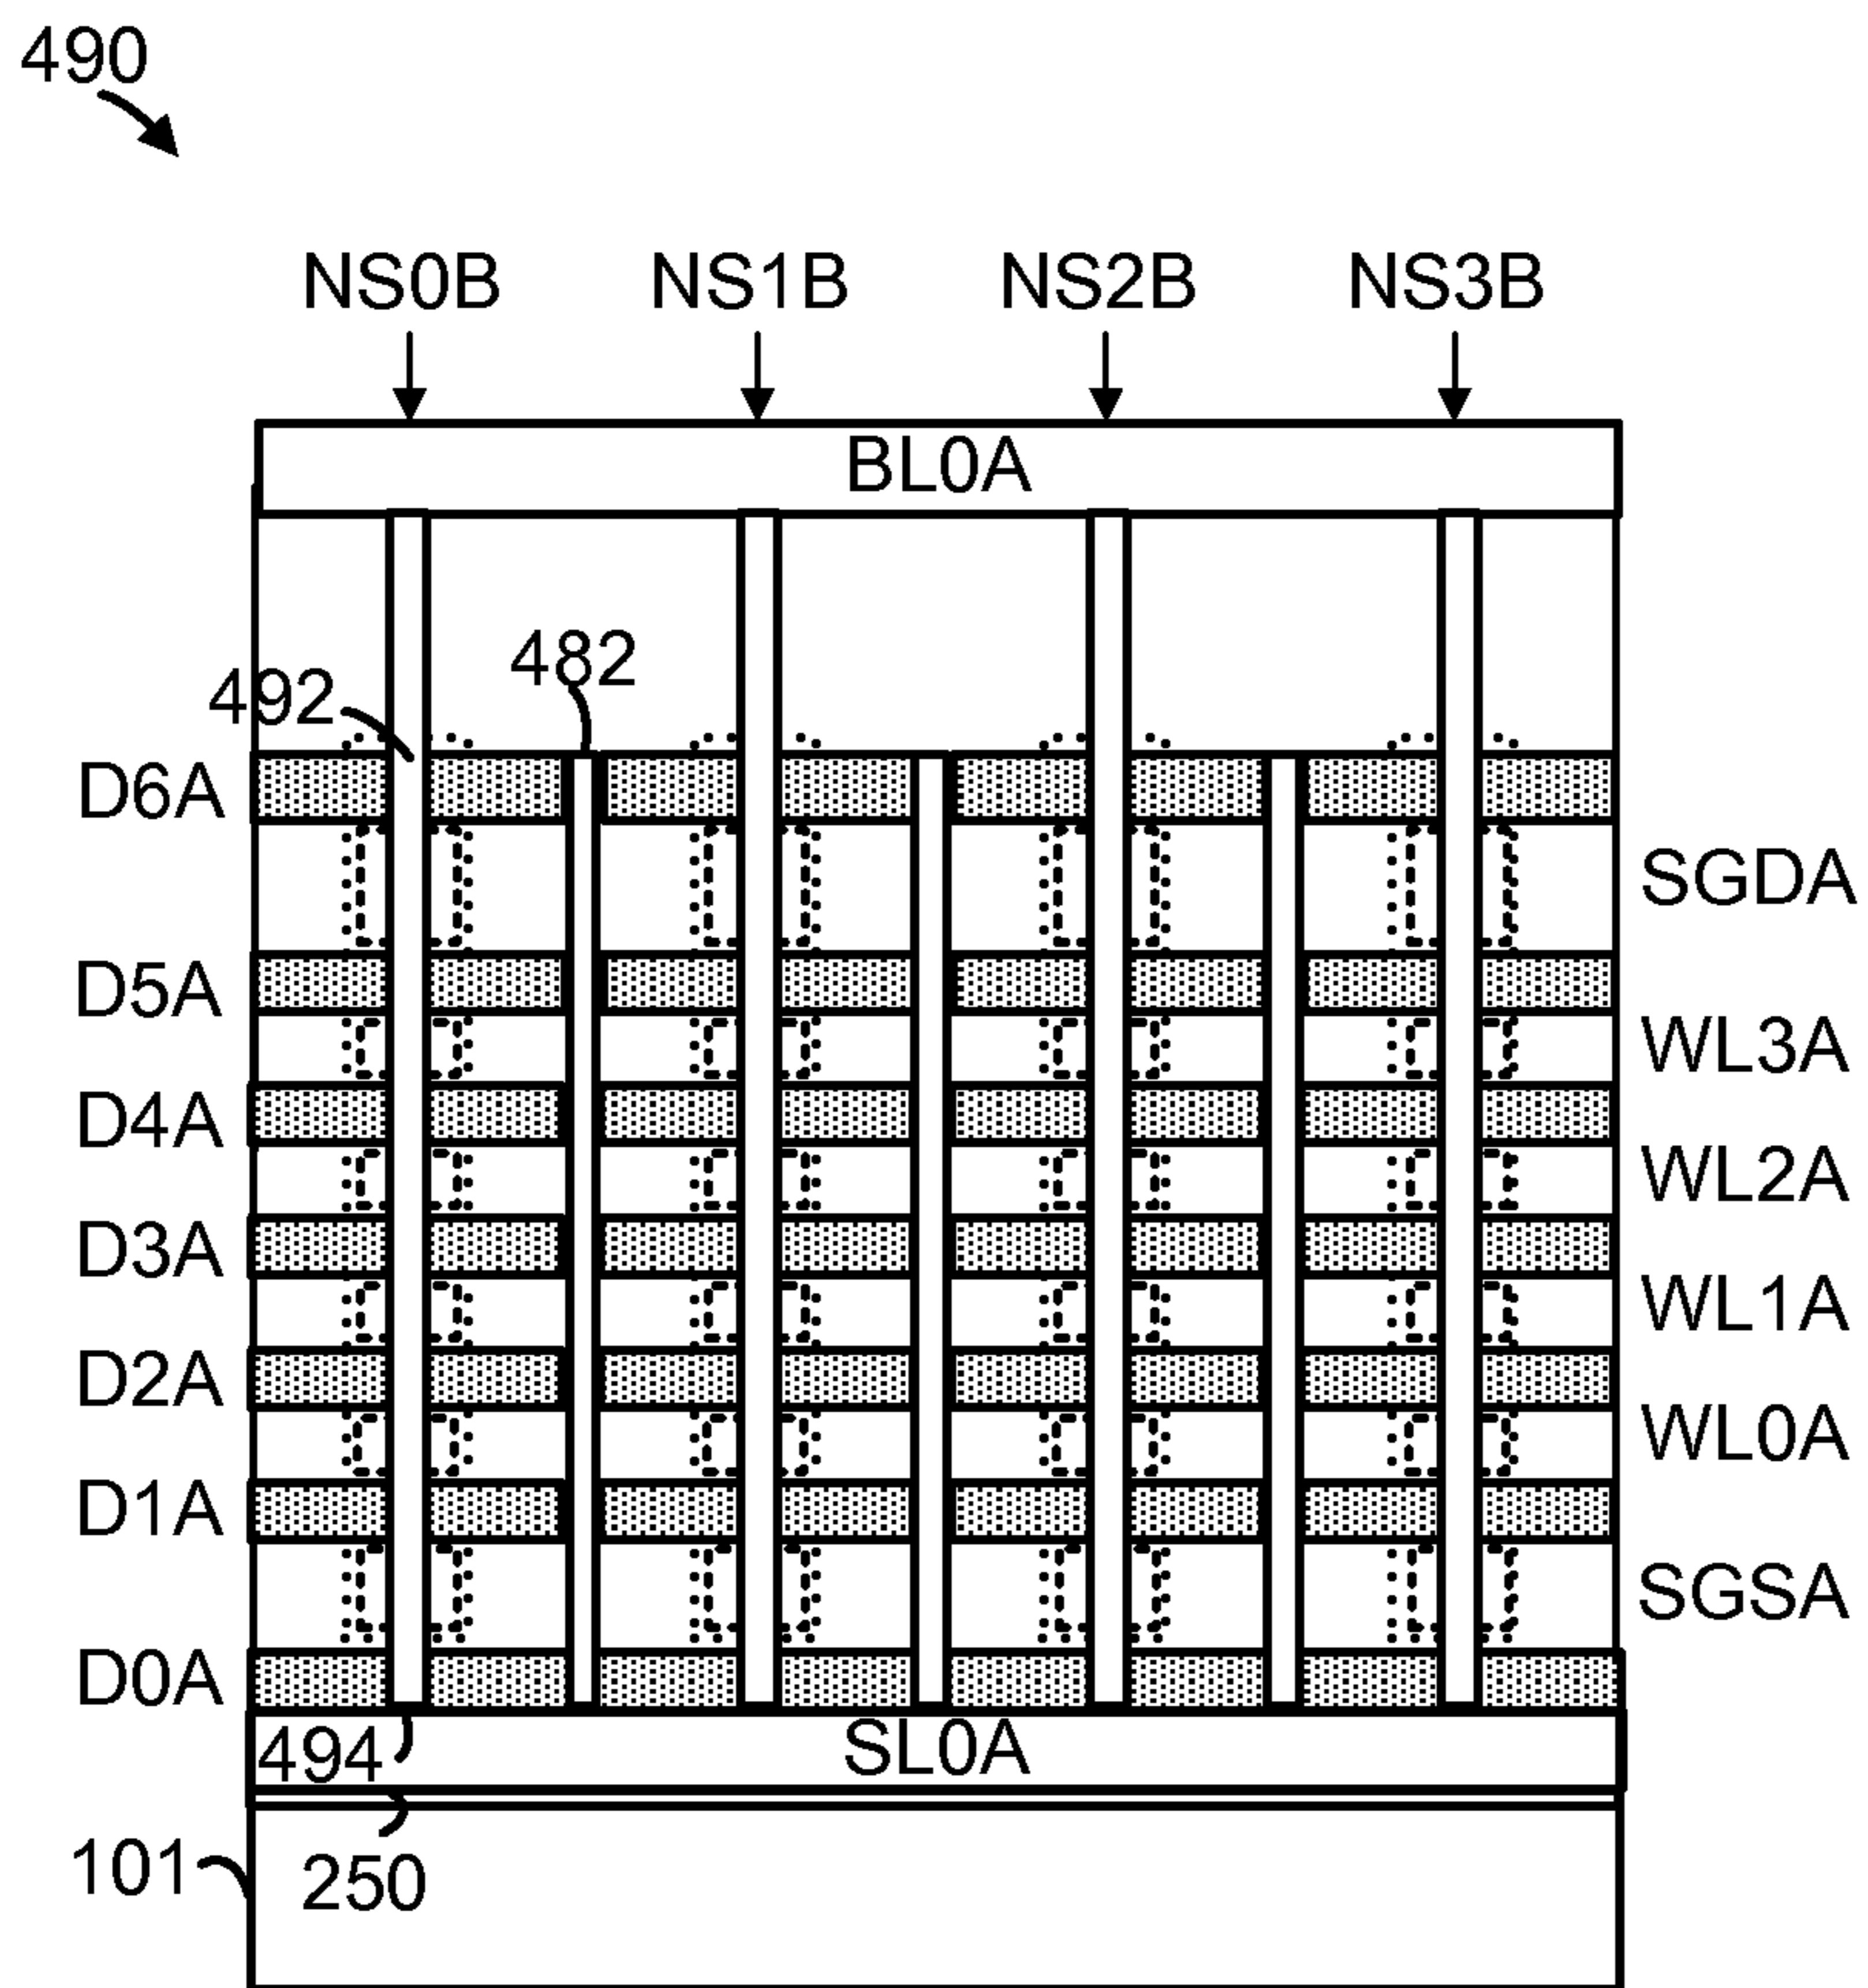 490
NS0B NS1B NS2B NS3B
BL0A
482
492
D6A
SGDA
D5A
WL3A
D4A
WL2A
D3A
WL1A
D2A
WL0A
D1A
SGSA
D0A
SL0A
494
101
250